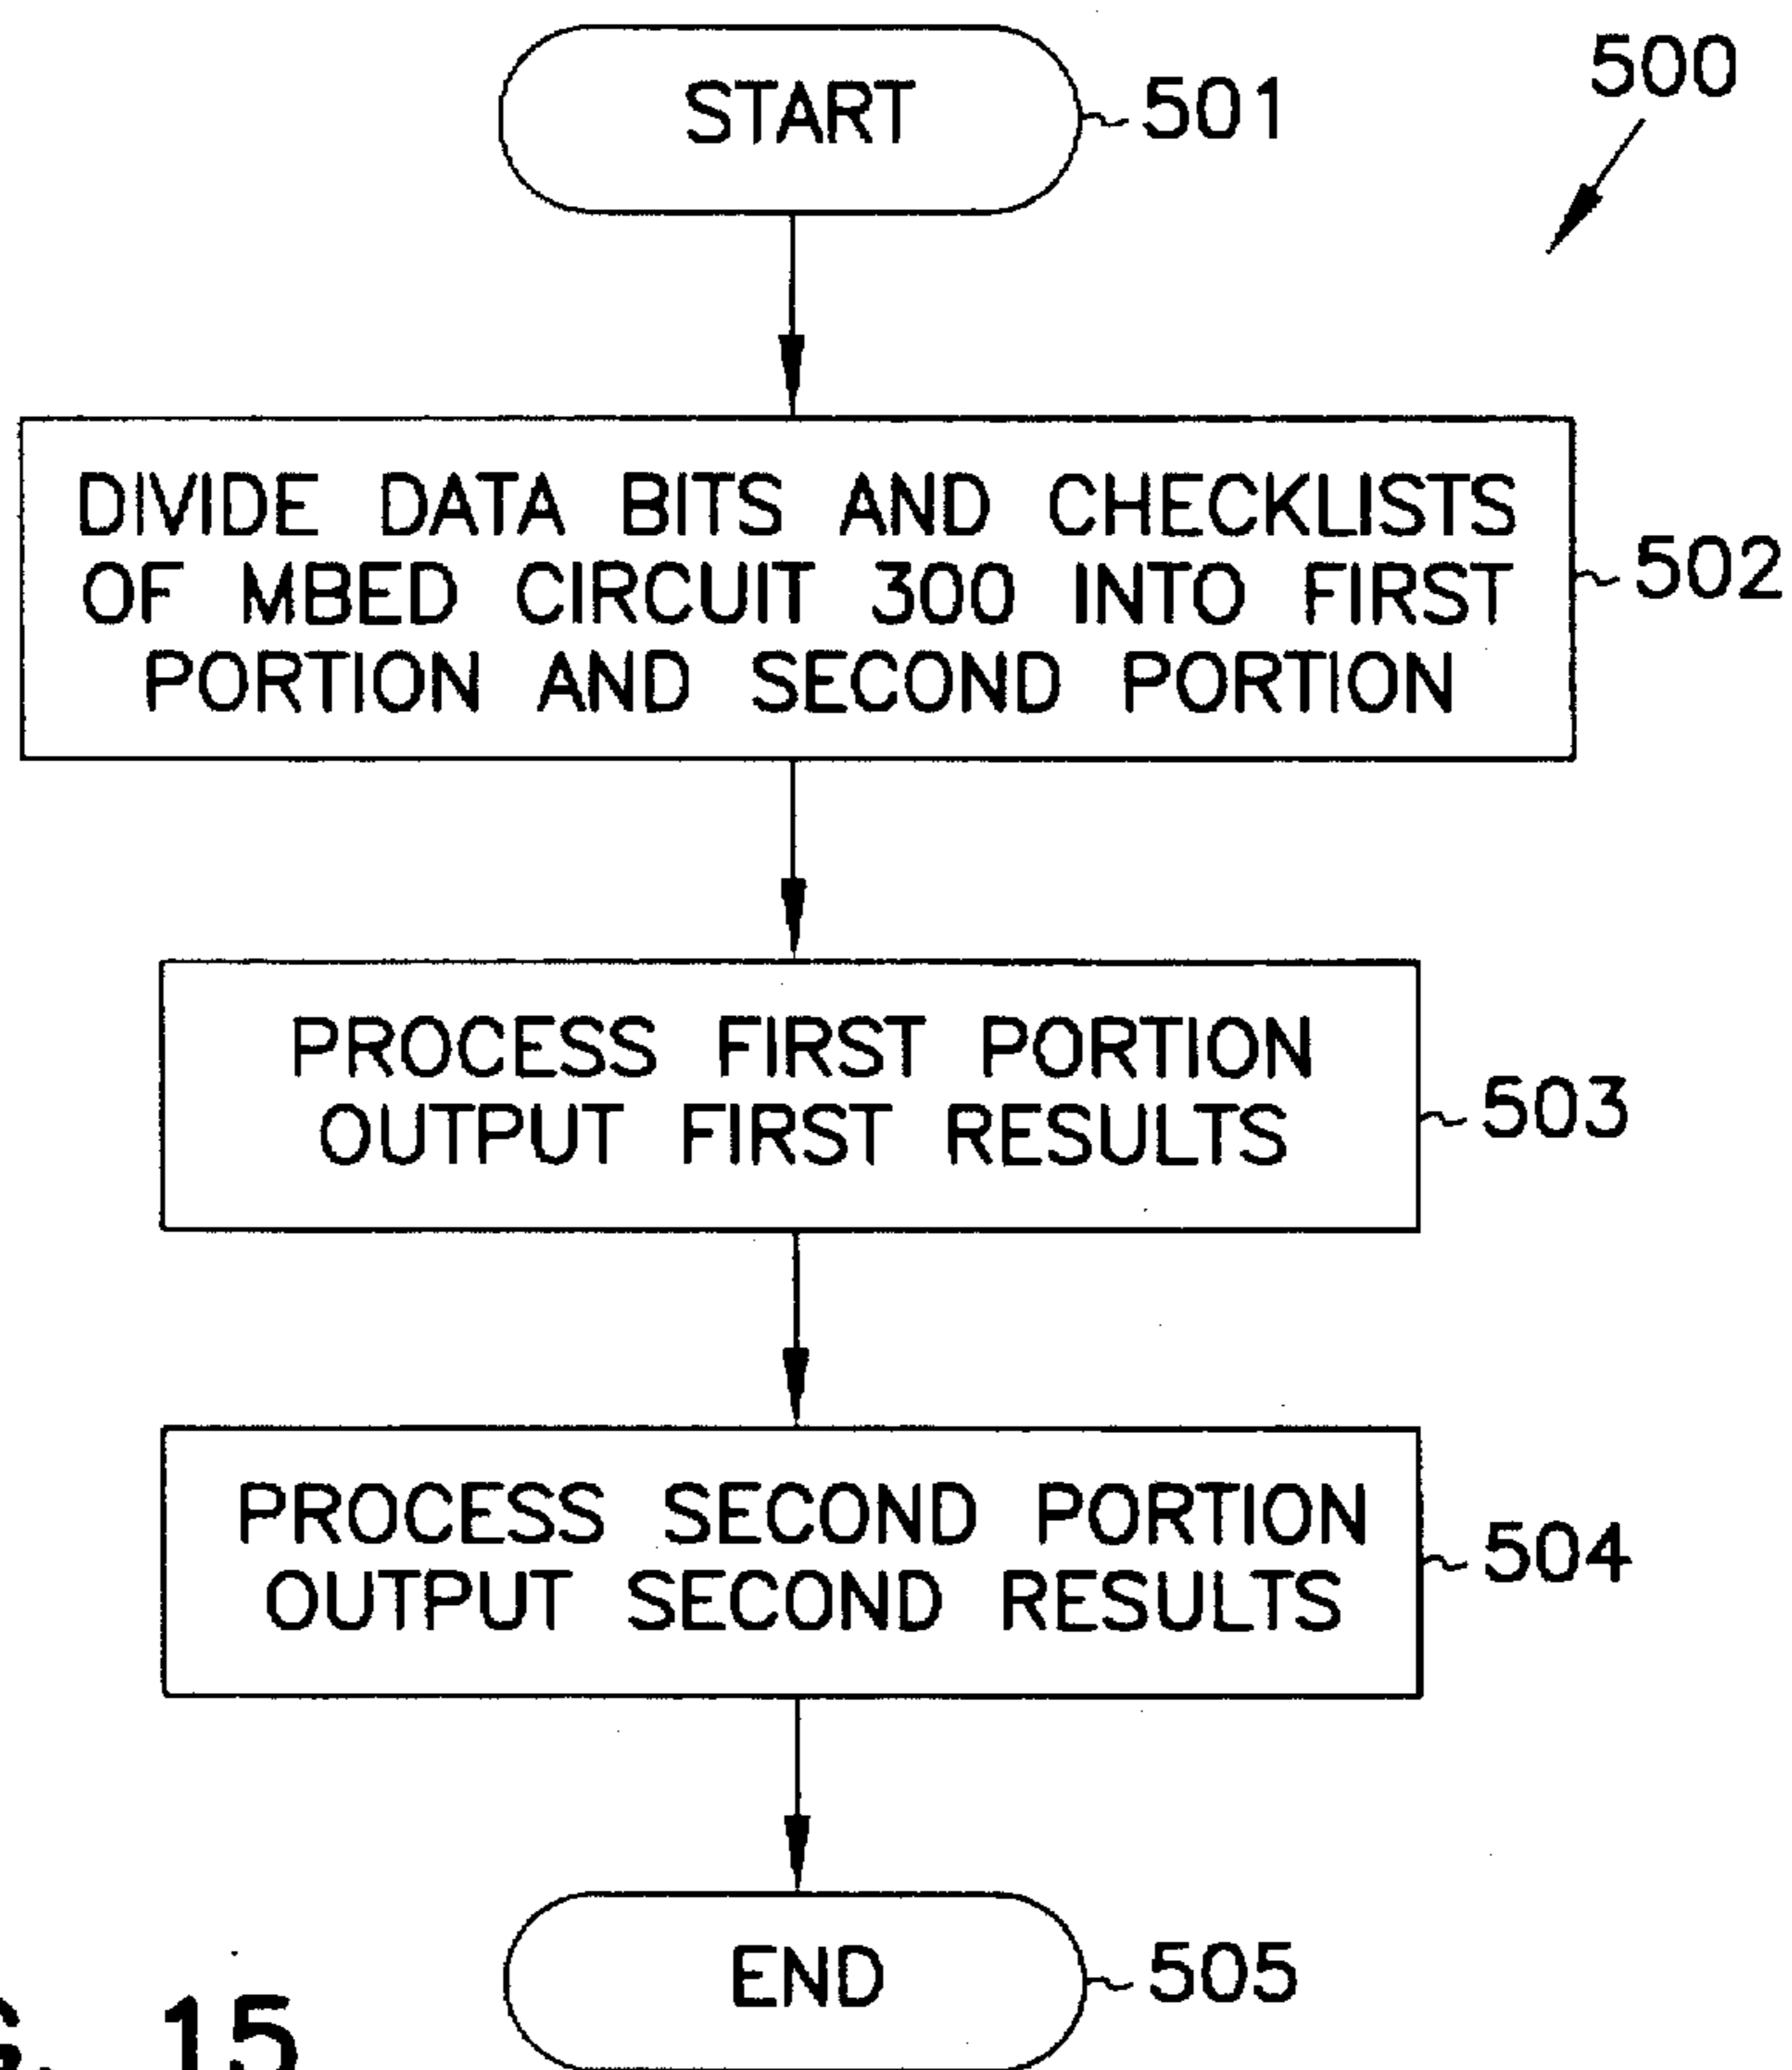 START
501
500
DIVIDE DATA BITS AND CHECKLISTS
OF MBED CIRCUIT 300 INTO FIRST
PORTION AND SECOND PORTION
502
PROCESS FIRST PORTION
OUTPUT FIRST RESULTS
503
PROCESS SECOND PORTION
OUTPUT SECOND RESULTS
504
END
505
G. 15